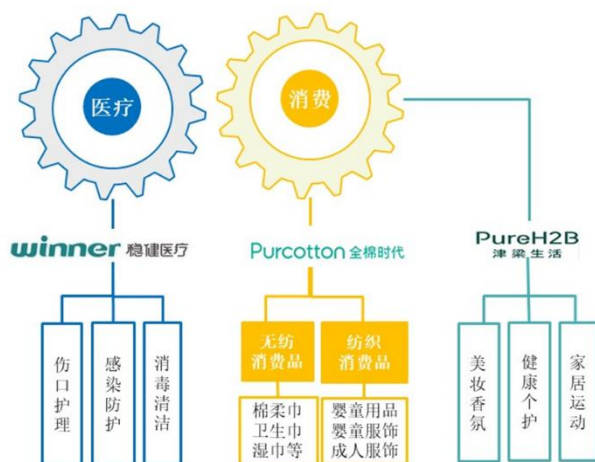 医疗
消费
winner 稳健医疗
Purcotton 全棉时代
PureH2B
津梁生活
伤口护理
感染防护
消毒清洁
无纺
消费品
纺织
消费品
棉柔巾
卫生巾
湿巾等
婴童用品
婴童服饰
成人服饰
美妆香氛
健康个护
家居运动